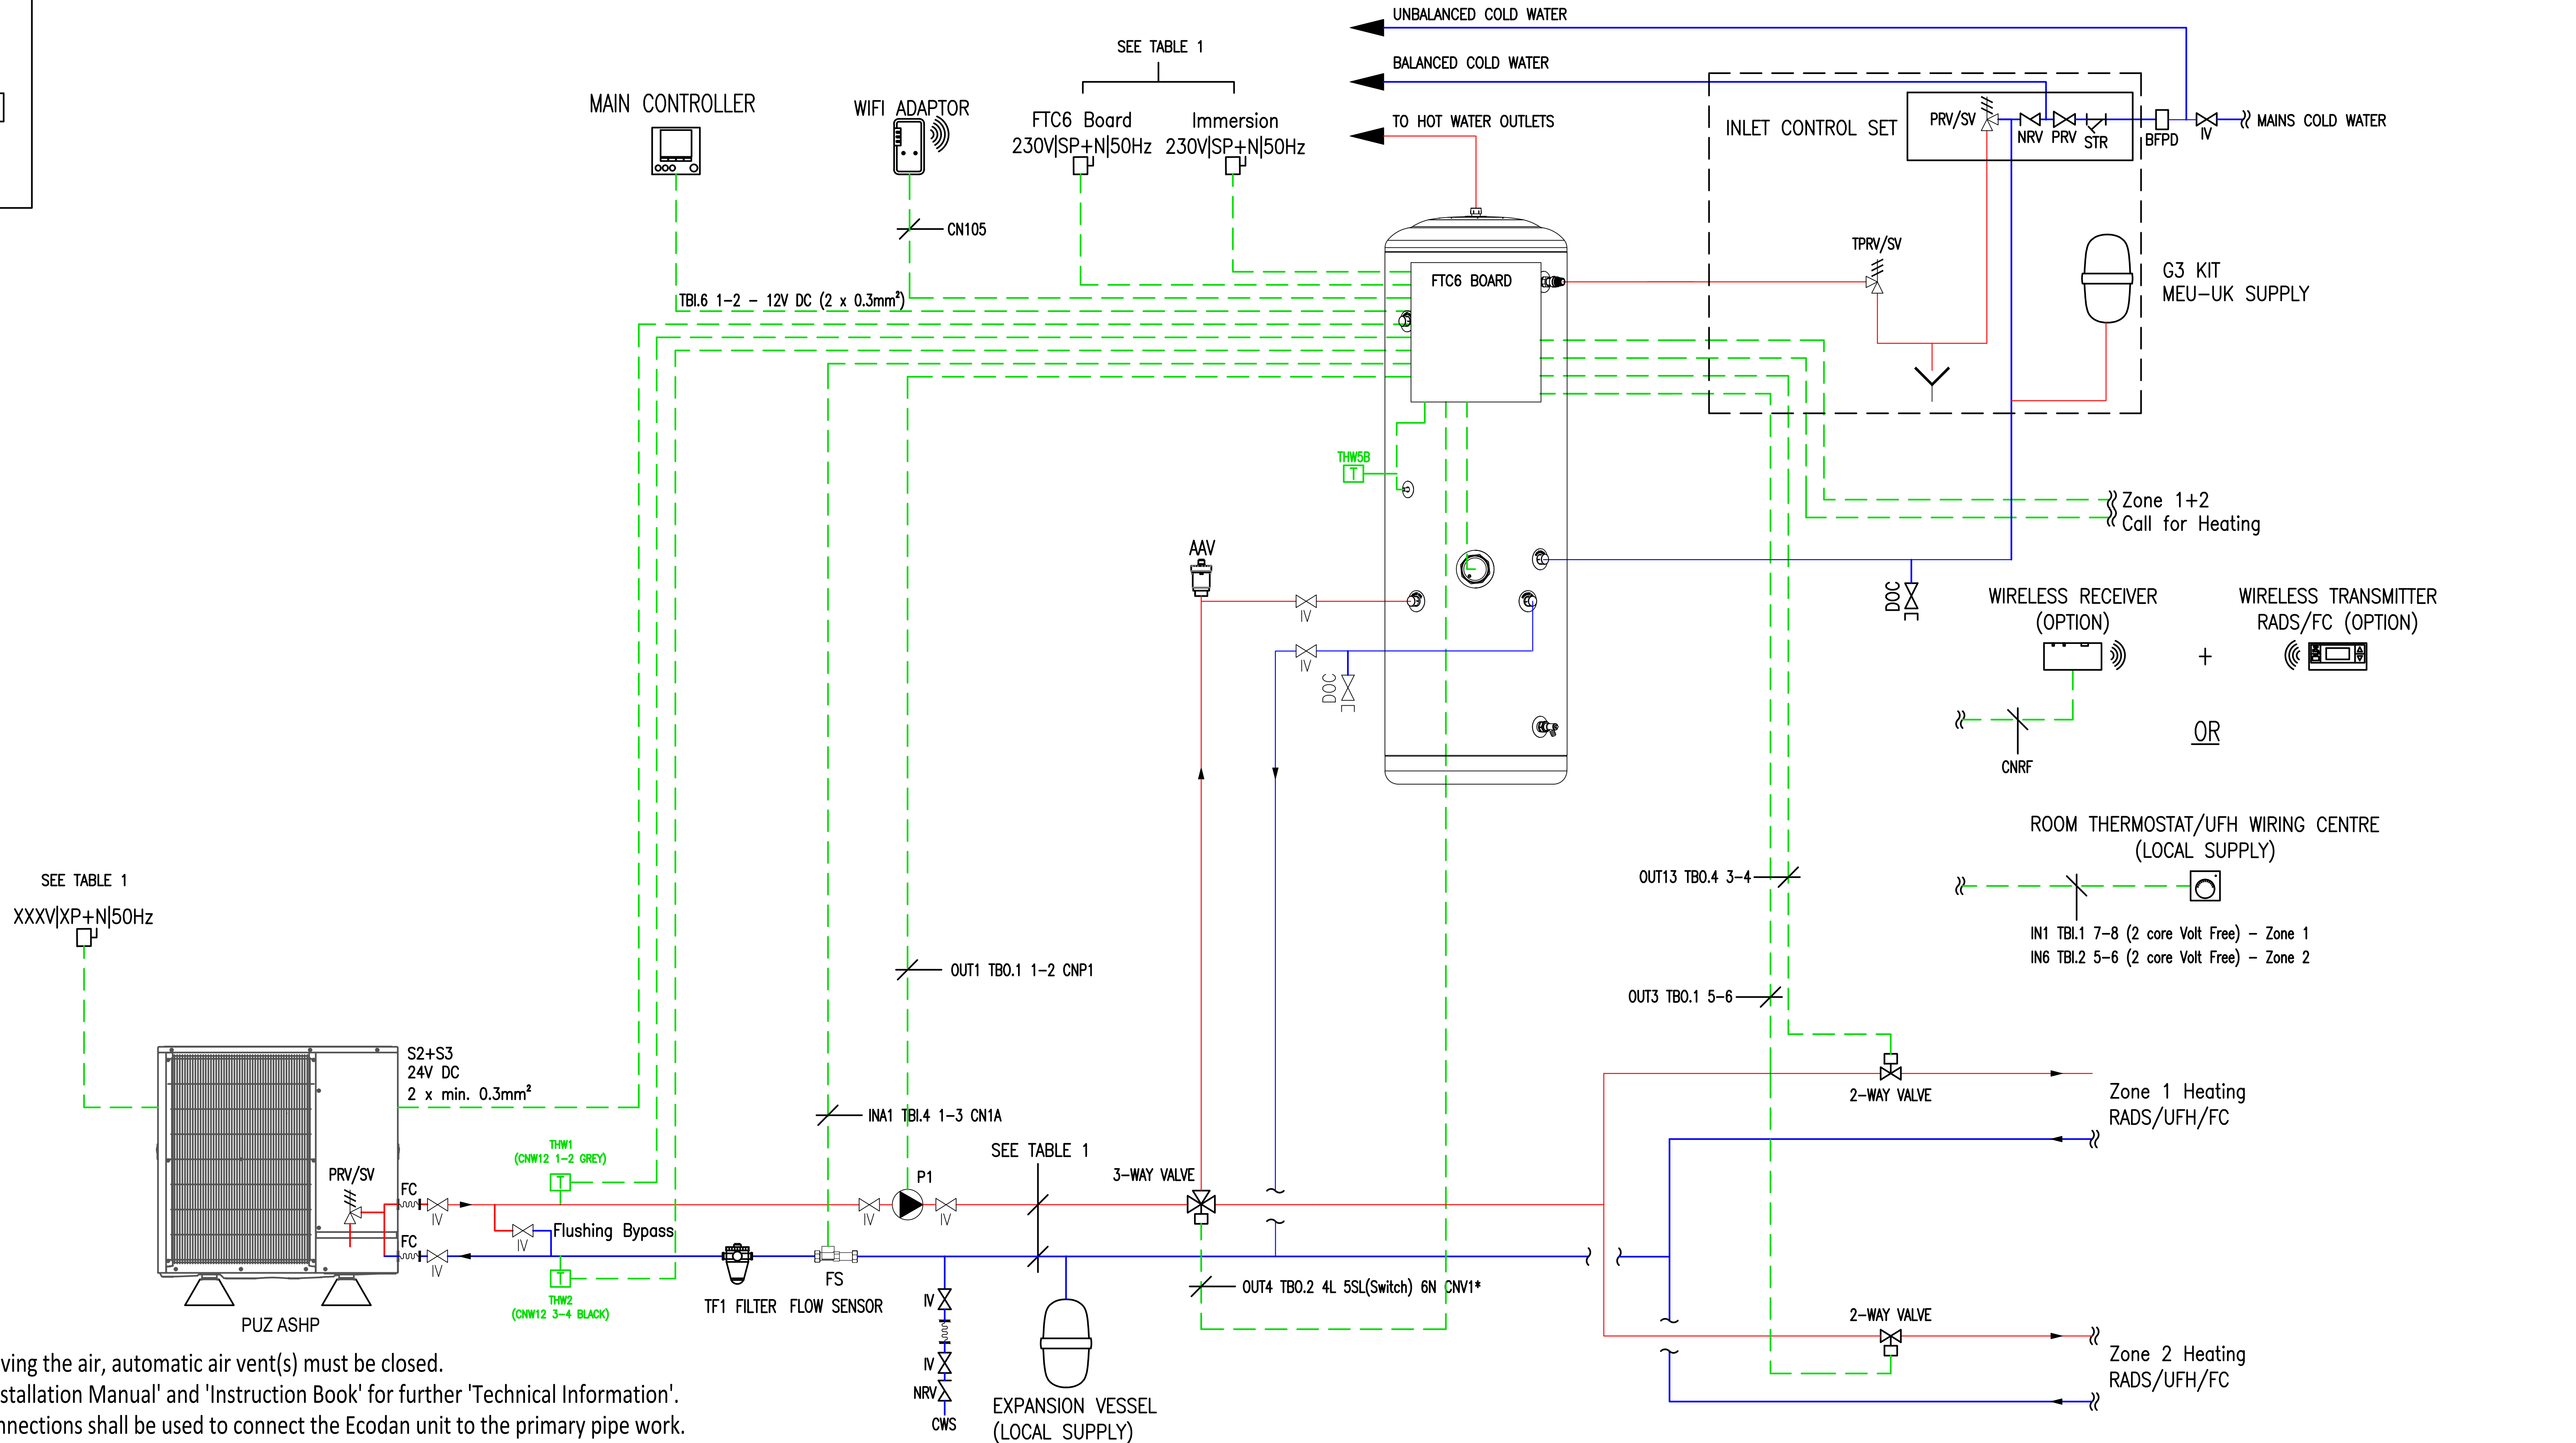 UNBALANCED COLD WATER
SEE TABLE 1
BALANCED COLD WATER
MAIN CONTROLLER
WIFI ADAPTOR
FTC6 Board
230V|SP+N|50Hz
Immersion
230V|SP+N|50Hz
TO HOT WATER OUTLETS
INLET CONTROL SET
PRV/SV
NRV
PRV
STR
BFPD
IV
MAINS COLD WATER
CN105
TPRV/SV
G3 KIT
MEU-UK SUPPLY
FTC6 BOARD
TBI.6 1-2 - 12V DC (2 x 0.3mm²)
THW5B
T
Zone 1+2
Call for Heating
AAV
IV
IV
DOC
DOC
WIRELESS RECEIVER
(OPTION)
+
WIRELESS TRANSMITTER
RADS/FC (OPTION)
CNRF
OR
ROOM THERMOSTAT/UFH WIRING CENTRE
(LOCAL SUPPLY)
IN1 TBI.1 7-8 (2 core Volt Free) - Zone 1
IN6 TBI.2 5-6 (2 core Volt Free) - Zone 2
SEE TABLE 1
XXXV|XP+N|50Hz
OUT13 TBO.4 3-4
OUT1 TBO.1 1-2 CNP1
OUT3 TBO.1 5-6
S2+S3
24V DC
2 x min. 0.3mm²
INA1 TBI.4 1-3 CN1A
2-WAY VALVE
Zone 1 Heating
RADS/UFH/FC
THW1
(CNW12 1-2 GREY)
T
PRV/SV
FC
IV
P1
IV
IV
SEE TABLE 1
3-WAY VALVE
Flushing Bypass
IV
FC
IV
T
THW2
(CNW12 3-4 BLACK)
TF1 FILTER
FS
FLOW SENSOR
OUT4 TBO.2 4L 5SL(Switch) 6N CNV1*
IV
IV
NRV
CWS
EXPANSION VESSEL
(LOCAL SUPPLY)
2-WAY VALVE
Zone 2 Heating
RADS/UFH/FC
PUZ ASHP
ving the air, automatic air vent(s) must be closed.
stallation Manual' and 'Instruction Book' for further 'Technical Information'.
nnections shall be used to connect the Ecodan unit to the primary pipe work.